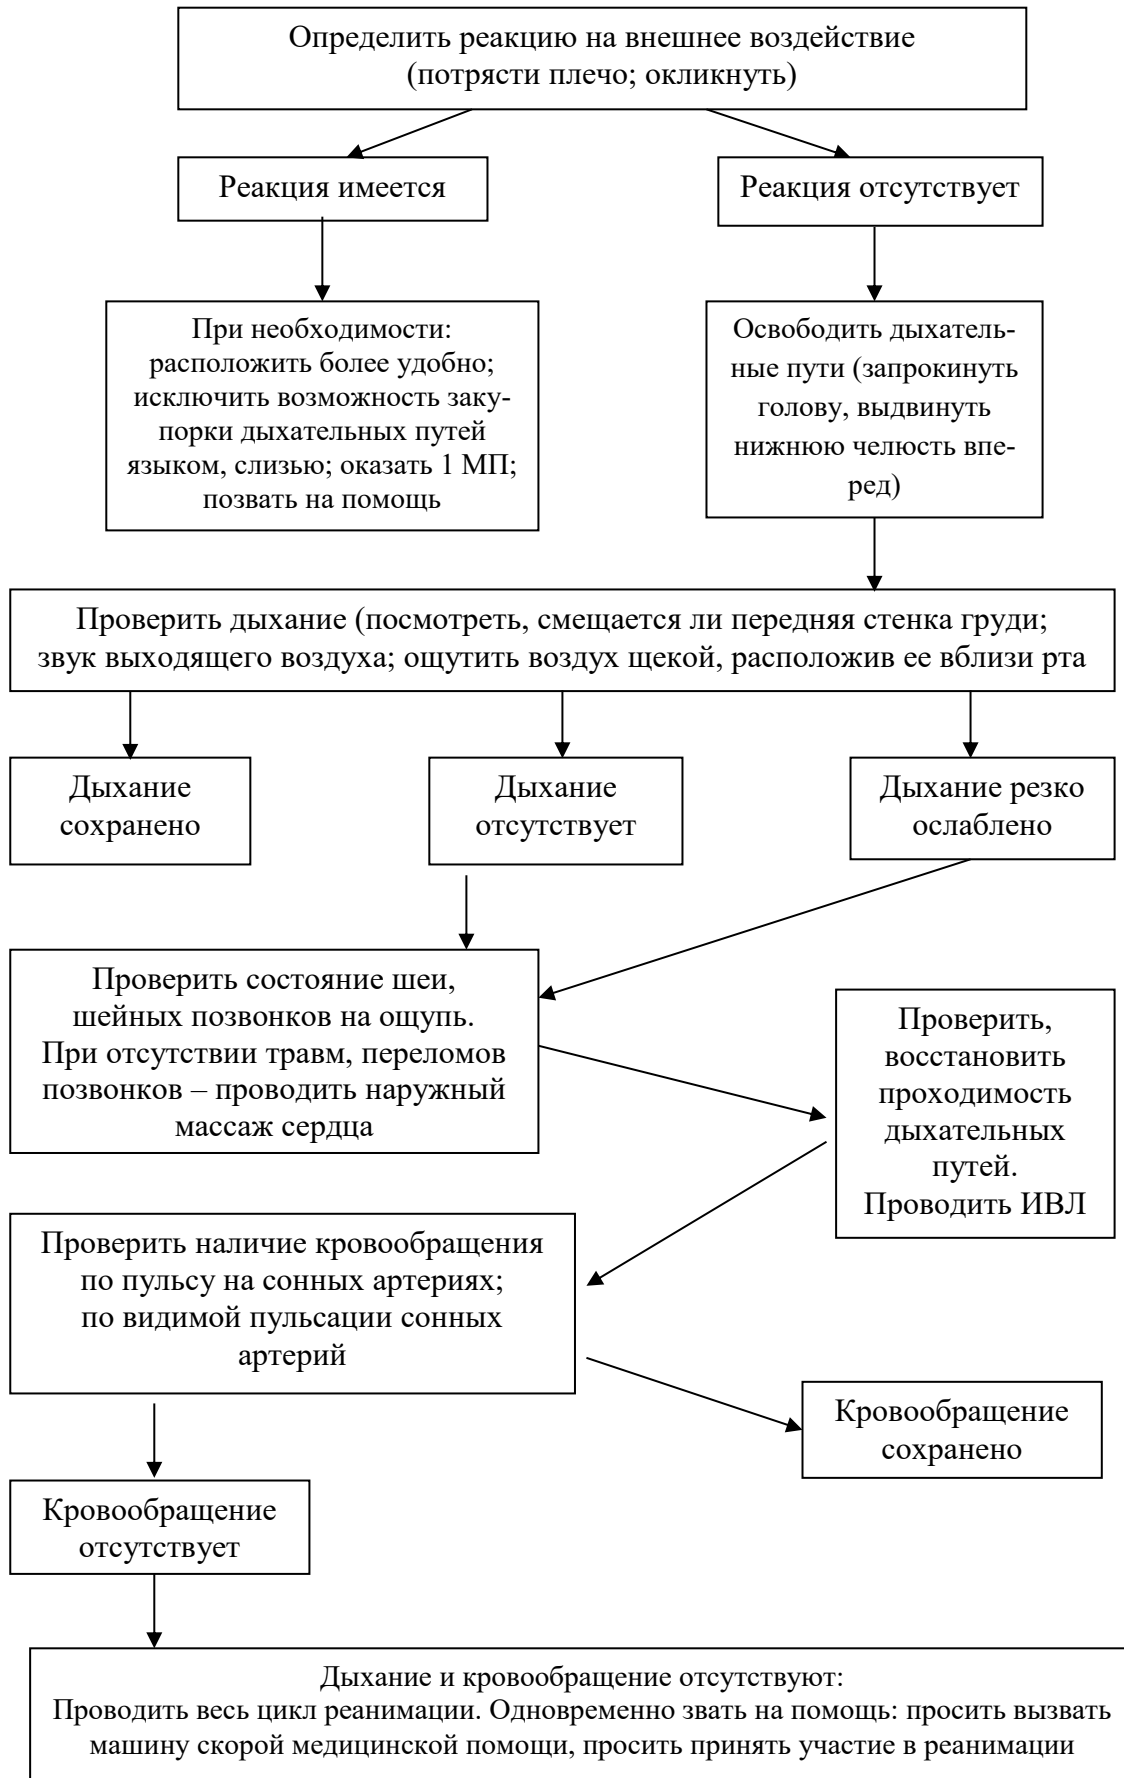 Определить реакцию на внешнее воздействие
(потрясти плечо; окликнуть)
Реакция имеется
Реакция отсутствует
При необходимости:
расположить более удобно;
исключить возможность заку-
порки дыхательных путей
языком, слизью; оказать 1 МП;
позвать на помощь
Освободить дыхатель-
ные пути (запрокинуть
голову, выдвинуть
нижнюю челюсть впе-
ред)
Проверить дыхание (посмотреть, смещается ли передняя стенка груди;
звук выходящего воздуха; ощутить воздух щекой, расположив ее вблизи рта
Дыхание
сохранено
Дыхание
отсутствует
Дыхание резко
ослаблено
Проверить состояние шеи,
шейных позвонков на ощупь.
При отсутствии травм, переломов
позвонков – проводить наружный
массаж сердца
Проверить,
восстановить
проходимость
дыхательных
путей.
Проводить ИВЛ
Проверить наличие кровообращения
по пульсу на сонных артериях;
по видимой пульсации сонных
артерий
Кровообращение
сохранено
Кровообращение
отсутствует
Дыхание и кровообращение отсутствуют:
Проводить весь цикл реанимации. Одновременно звать на помощь: просить вызвать
машину скорой медицинской помощи, просить принять участие в реанимации